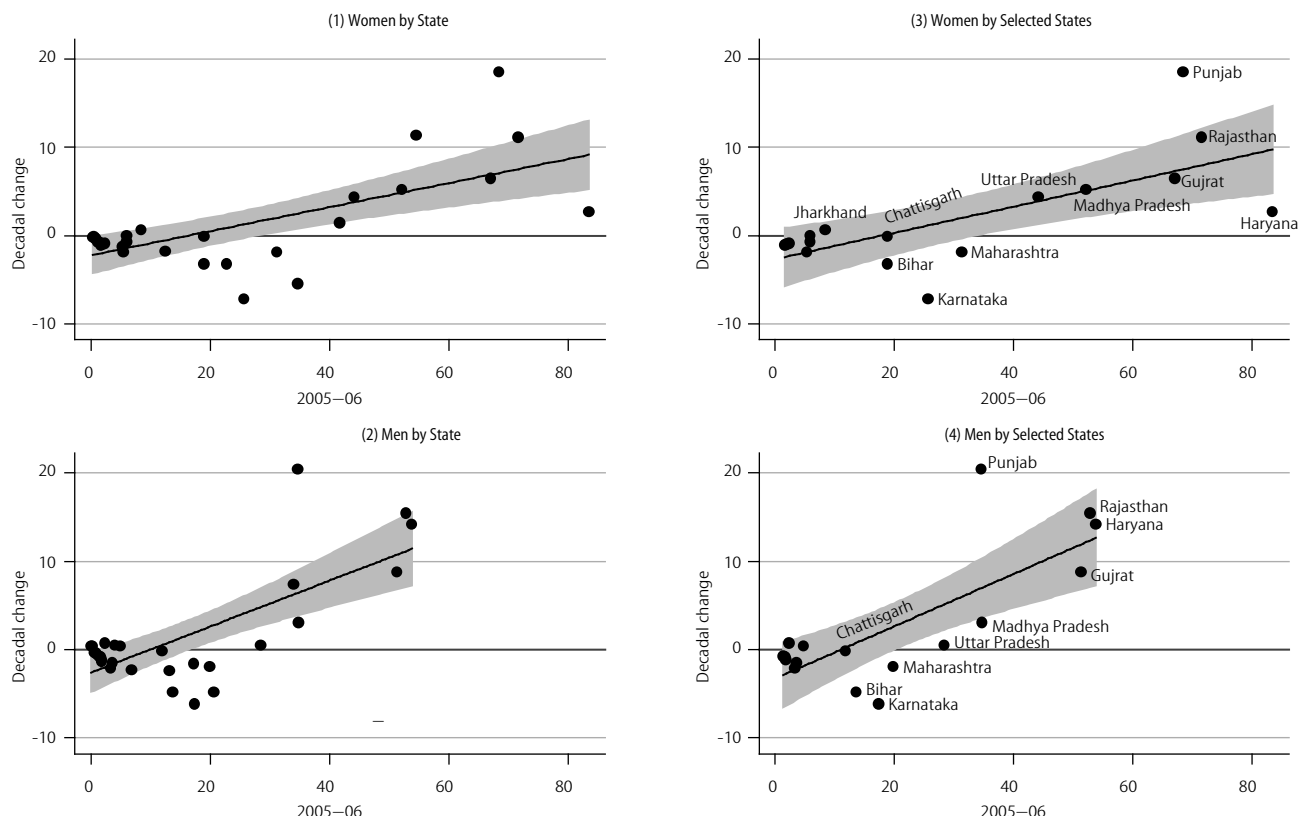 (1) Women by State
20
10
0
-10
Decadal change
0 20 40 60 80
2005—06
(3) Women by Selected States
20
10
0
-10
Decadal change
Punjab
Rajasthan
Gujrat
Uttar Pradesh
Madhya Pradesh
Haryana
Chattisgarh
Jharkhand
Maharashtra
Bihar
Karnataka
0 20 40 60 80
2005—06
(2) Men by State
20
10
0
-10
Decadal change
—
0 20 40 60 80
2005—06
(4) Men by Selected States
20
10
0
-10
Decadal change
Punjab
Rajasthan
Haryana
Gujrat
Chattisgarh
Madhya Pradesh
Uttar Pradesh
Maharashtra
Bihar
Karnataka
0 20 40 60 80
2005—06